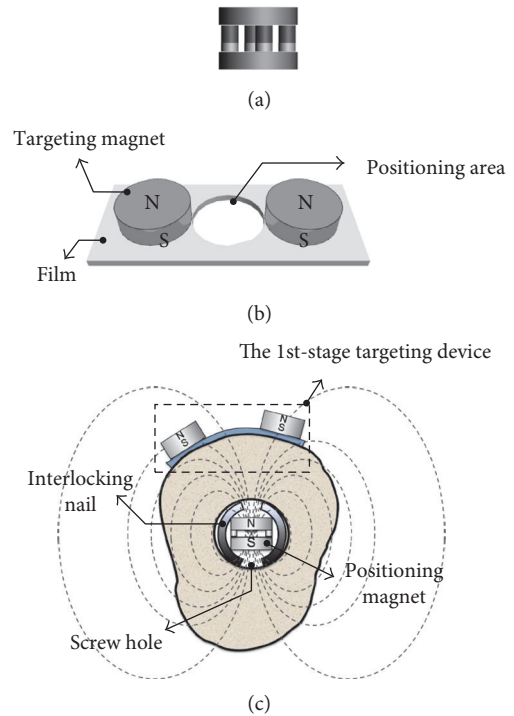 (a)
Targeting magnet
Positioning area
N
N
S
S
Film
(b)
The 1st-stage targeting device
N
S
N
S
Interlocking
nail
N
S
Positioning
magnet
Screw hole
(c)